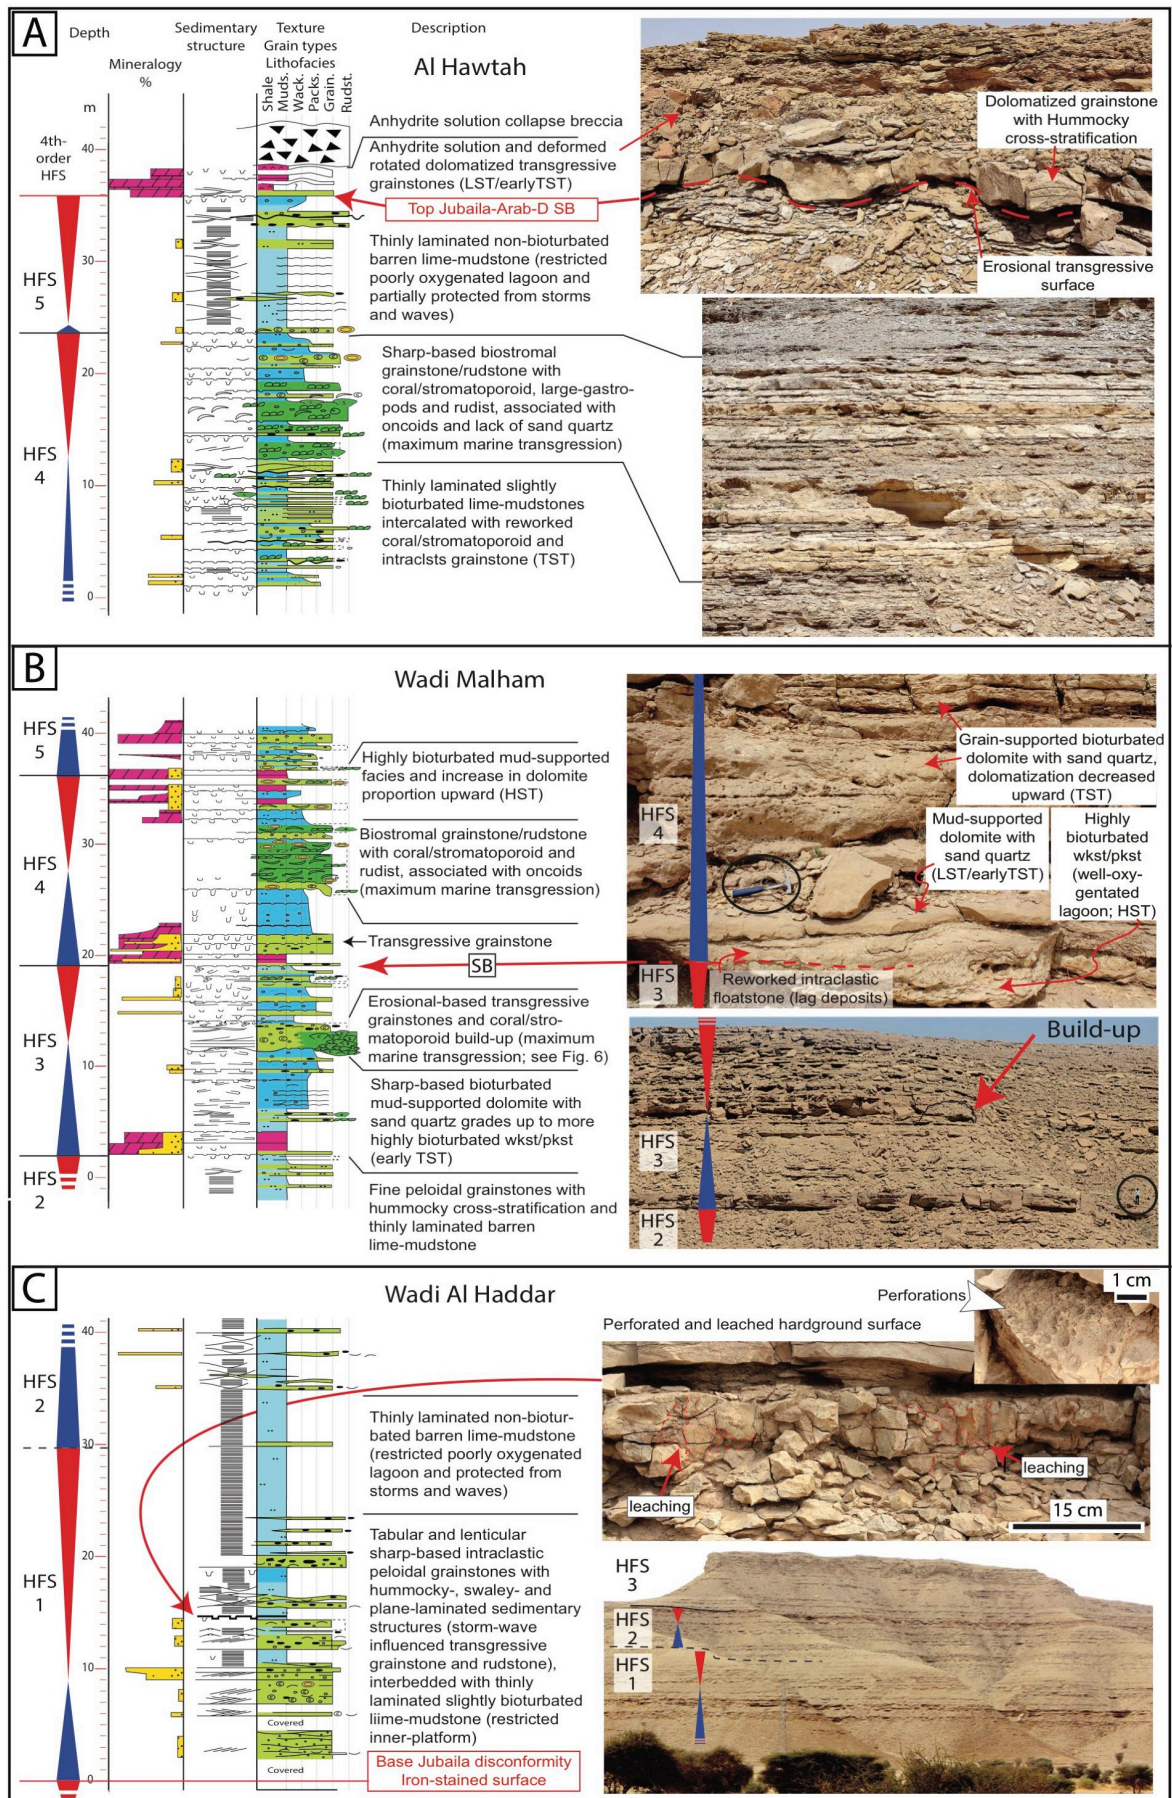 A
Depth
Sedimentary
structure
Texture
Grain types
Lithofacies
Description
Mineralogy
%
Shale
Muds.
Wack.
Packs.
Grain.
Rudst.
m
Al Hawtah
4th-
order
HFS
40
30
20
10
0
HFS
5
HFS
4
Anhydrite solution collapse breccia
Anhydrite solution and deformed
rotated dolomatized transgressive
grainstones (LST/earlyTST)
Top Jubaila-Arab-D SB
Thinly laminated non-bioturbated
barren lime-mudstone (restricted
poorly oxygenated lagoon and
partially protected from storms
and waves)
Sharp-based biostromal
grainstone/rudstone with
coral/stromatoporoid, large-gastro-
pods and rudist, associated with
oncoids and lack of sand quartz
(maximum marine transgression)
Thinly laminated slightly
bioturbated lime-mudstones
intercalated with reworked
coral/stromatoporoid and
intraclsts grainstone (TST)
Dolomatized grainstone
with Hummocky
cross-stratification
Erosional transgressive
surface
B
Wadi Malham
HFS
5
HFS
4
HFS
3
HFS
2
40
30
20
10
0
Highly bioturbated mud-supported
facies and increase in dolomite
proportion upward (HST)
Biostromal grainstone/rudstone
with coral/stromatoporoid and
rudist, associated with oncoids
(maximum marine transgression)
Transgressive grainstone
SB
Erosional-based transgressive
grainstones and coral/stro-
matoporoid build-up (maximum
marine transgression; see Fig. 6)
Sharp-based bioturbated
mud-supported dolomite with
sand quartz grades up to more
highly bioturbated wkst/pkst
(early TST)
Fine peloidal grainstones with
hummocky cross-stratification and
thinly laminated barren
lime-mudstone
HFS
4
HFS
3
Grain-supported bioturbated
dolomite with sand quartz,
dolomatization decreased
upward (TST)
Mud-supported
dolomite with
sand quartz
(LST/earlyTST)
Highly
bioturbated
wkst/pkst
(well-oxy-
gentated
lagoon; HST)
Reworked intraclastic
floatstone (lag deposits)
Build-up
HFS
3
HFS
2
C
Wadi Al Haddar
HFS
2
HFS
1
40
30
20
10
0
Thinly laminated non-biotur-
bated barren lime-mudstone
(restricted poorly oxygenated
lagoon and protected from
storms and waves)
Tabular and lenticular
sharp-based intraclastic
peloidal grainstones with
hummocky-, swaley- and
plane-laminated sedimentary
structures (storm-wave
influenced transgressive
grainstone and rudstone),
interbedded with thinly
laminated slightly bioturbated
liime-mudstone (restricted
inner-platform)
Covered
Covered
Base Jubaila disconformity
Iron-stained surface
Perforations
1 cm
Perforated and leached hardground surface
leaching
leaching
15 cm
HFS
3
HFS
2
HFS
1